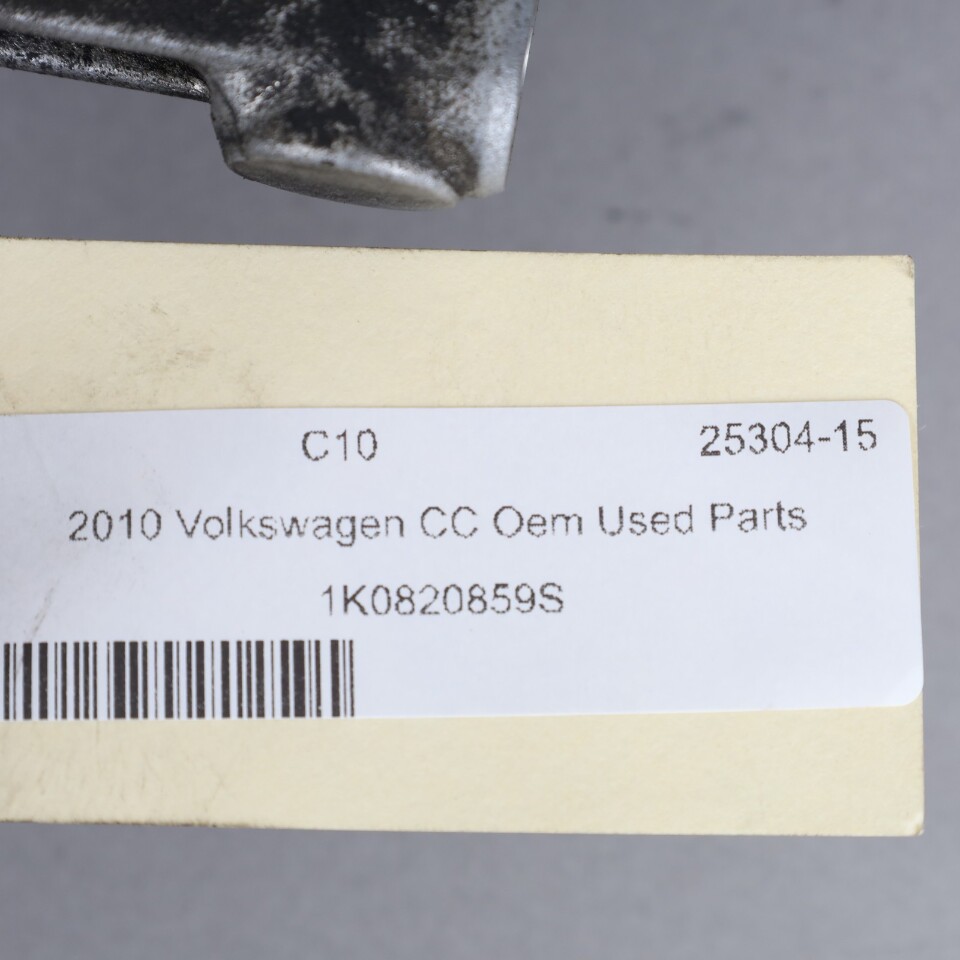 C10 25304-15
2010 Volkswagen CC Oem Used Parts
1K0820859S